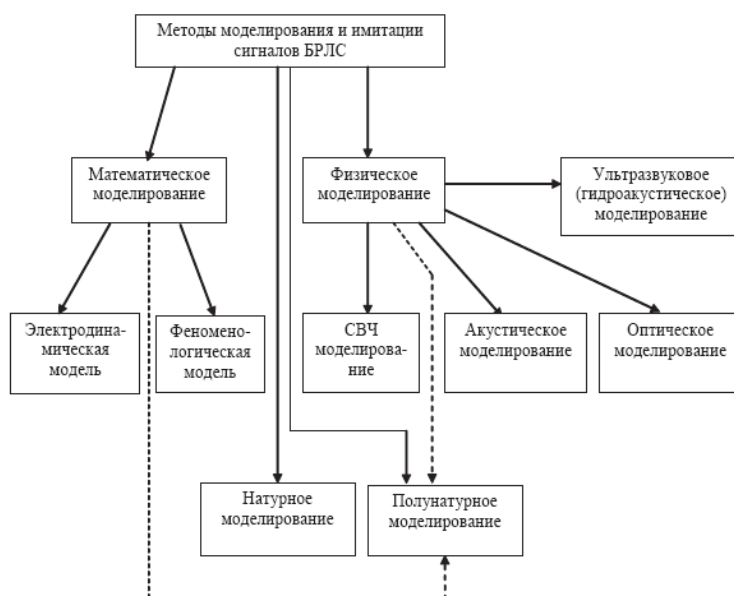 Методы моделирования и имитации
сигналов БРЛС
Математическое
моделирование
Физическое
моделирование
Ультразвуковое
(гидроакустическое)
моделирование
Электродина-
мическая
модель
Феномено-
логическая
модель
СВЧ
моделирова-
ние
Акустическое
моделирование
Оптическое
моделирование
Натурное
моделирование
Полунатурное
моделирование